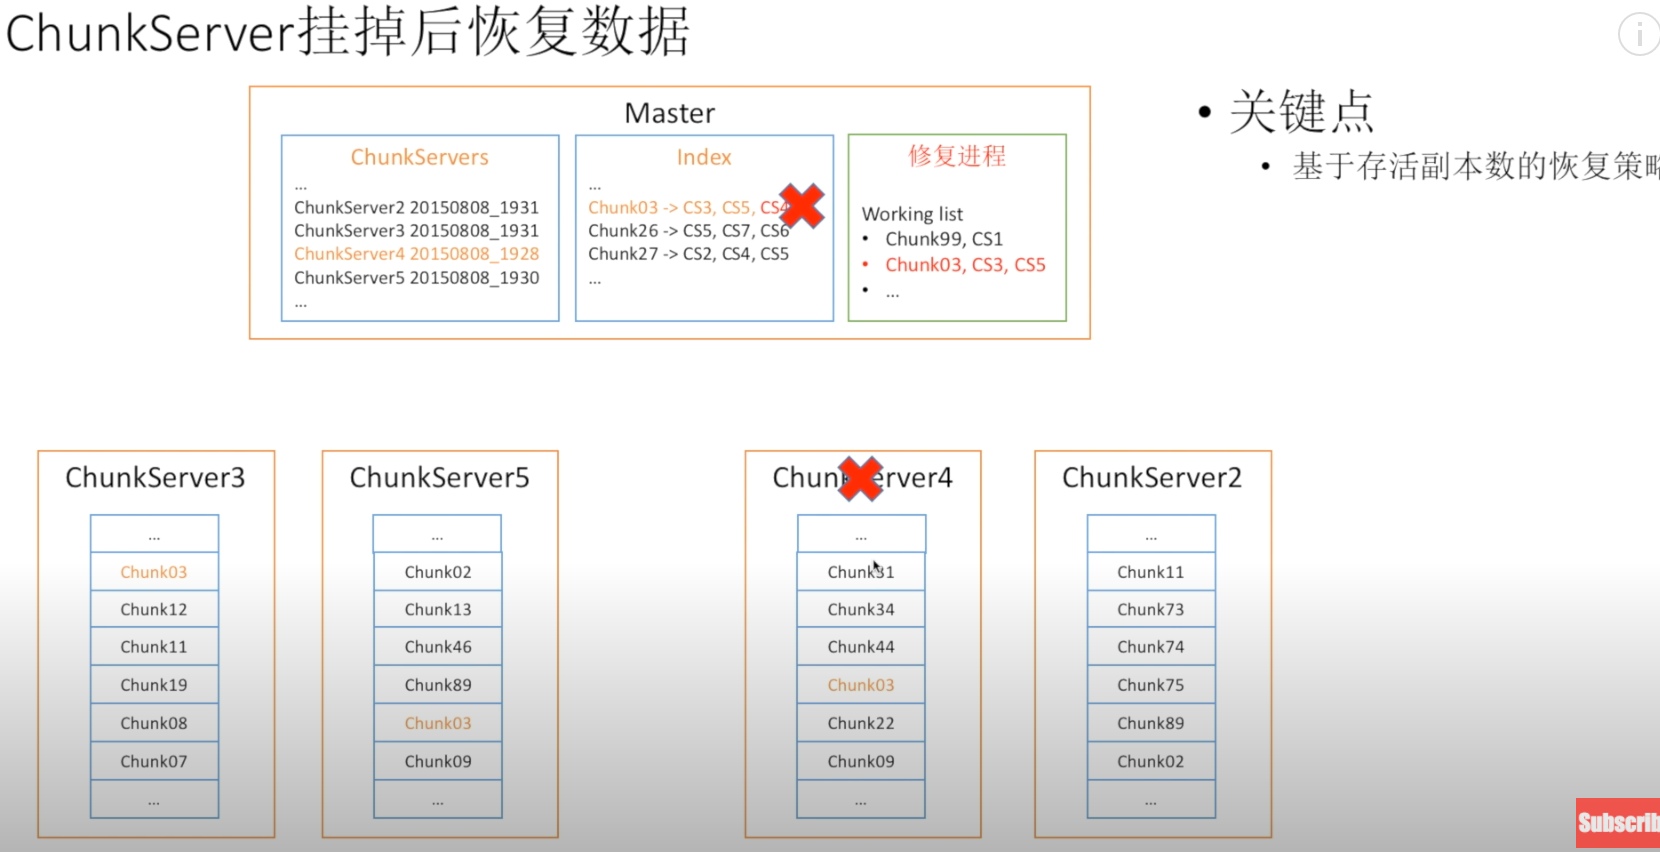 ChunkServer挂掉后恢复数据
Master
ChunkServers
...
ChunkServer2 20150808_1931
ChunkServer3 20150808_1931
ChunkServer4 20150808_1928
ChunkServer5 20150808_1930
...
Index
...
Chunk03 -> CS3, CS5, CS4
Chunk26 -> CS5, CS7, CS6
Chunk27 -> CS2, CS4, CS5
...
修复进程
Working list
• Chunk99, CS1
• Chunk03, CS3, CS5
• ...
• 关键点
• 基于存活副本数的恢复策略
ChunkServer3
...
Chunk03
Chunk12
Chunk11
Chunk19
Chunk08
Chunk07
...
ChunkServer5
...
Chunk02
Chunk13
Chunk46
Chunk89
Chunk03
Chunk09
...
ChunkServer4
...
Chunk31
Chunk34
Chunk44
Chunk03
Chunk22
Chunk09
...
ChunkServer2
...
Chunk11
Chunk73
Chunk74
Chunk75
Chunk89
Chunk02
...
Subscrib